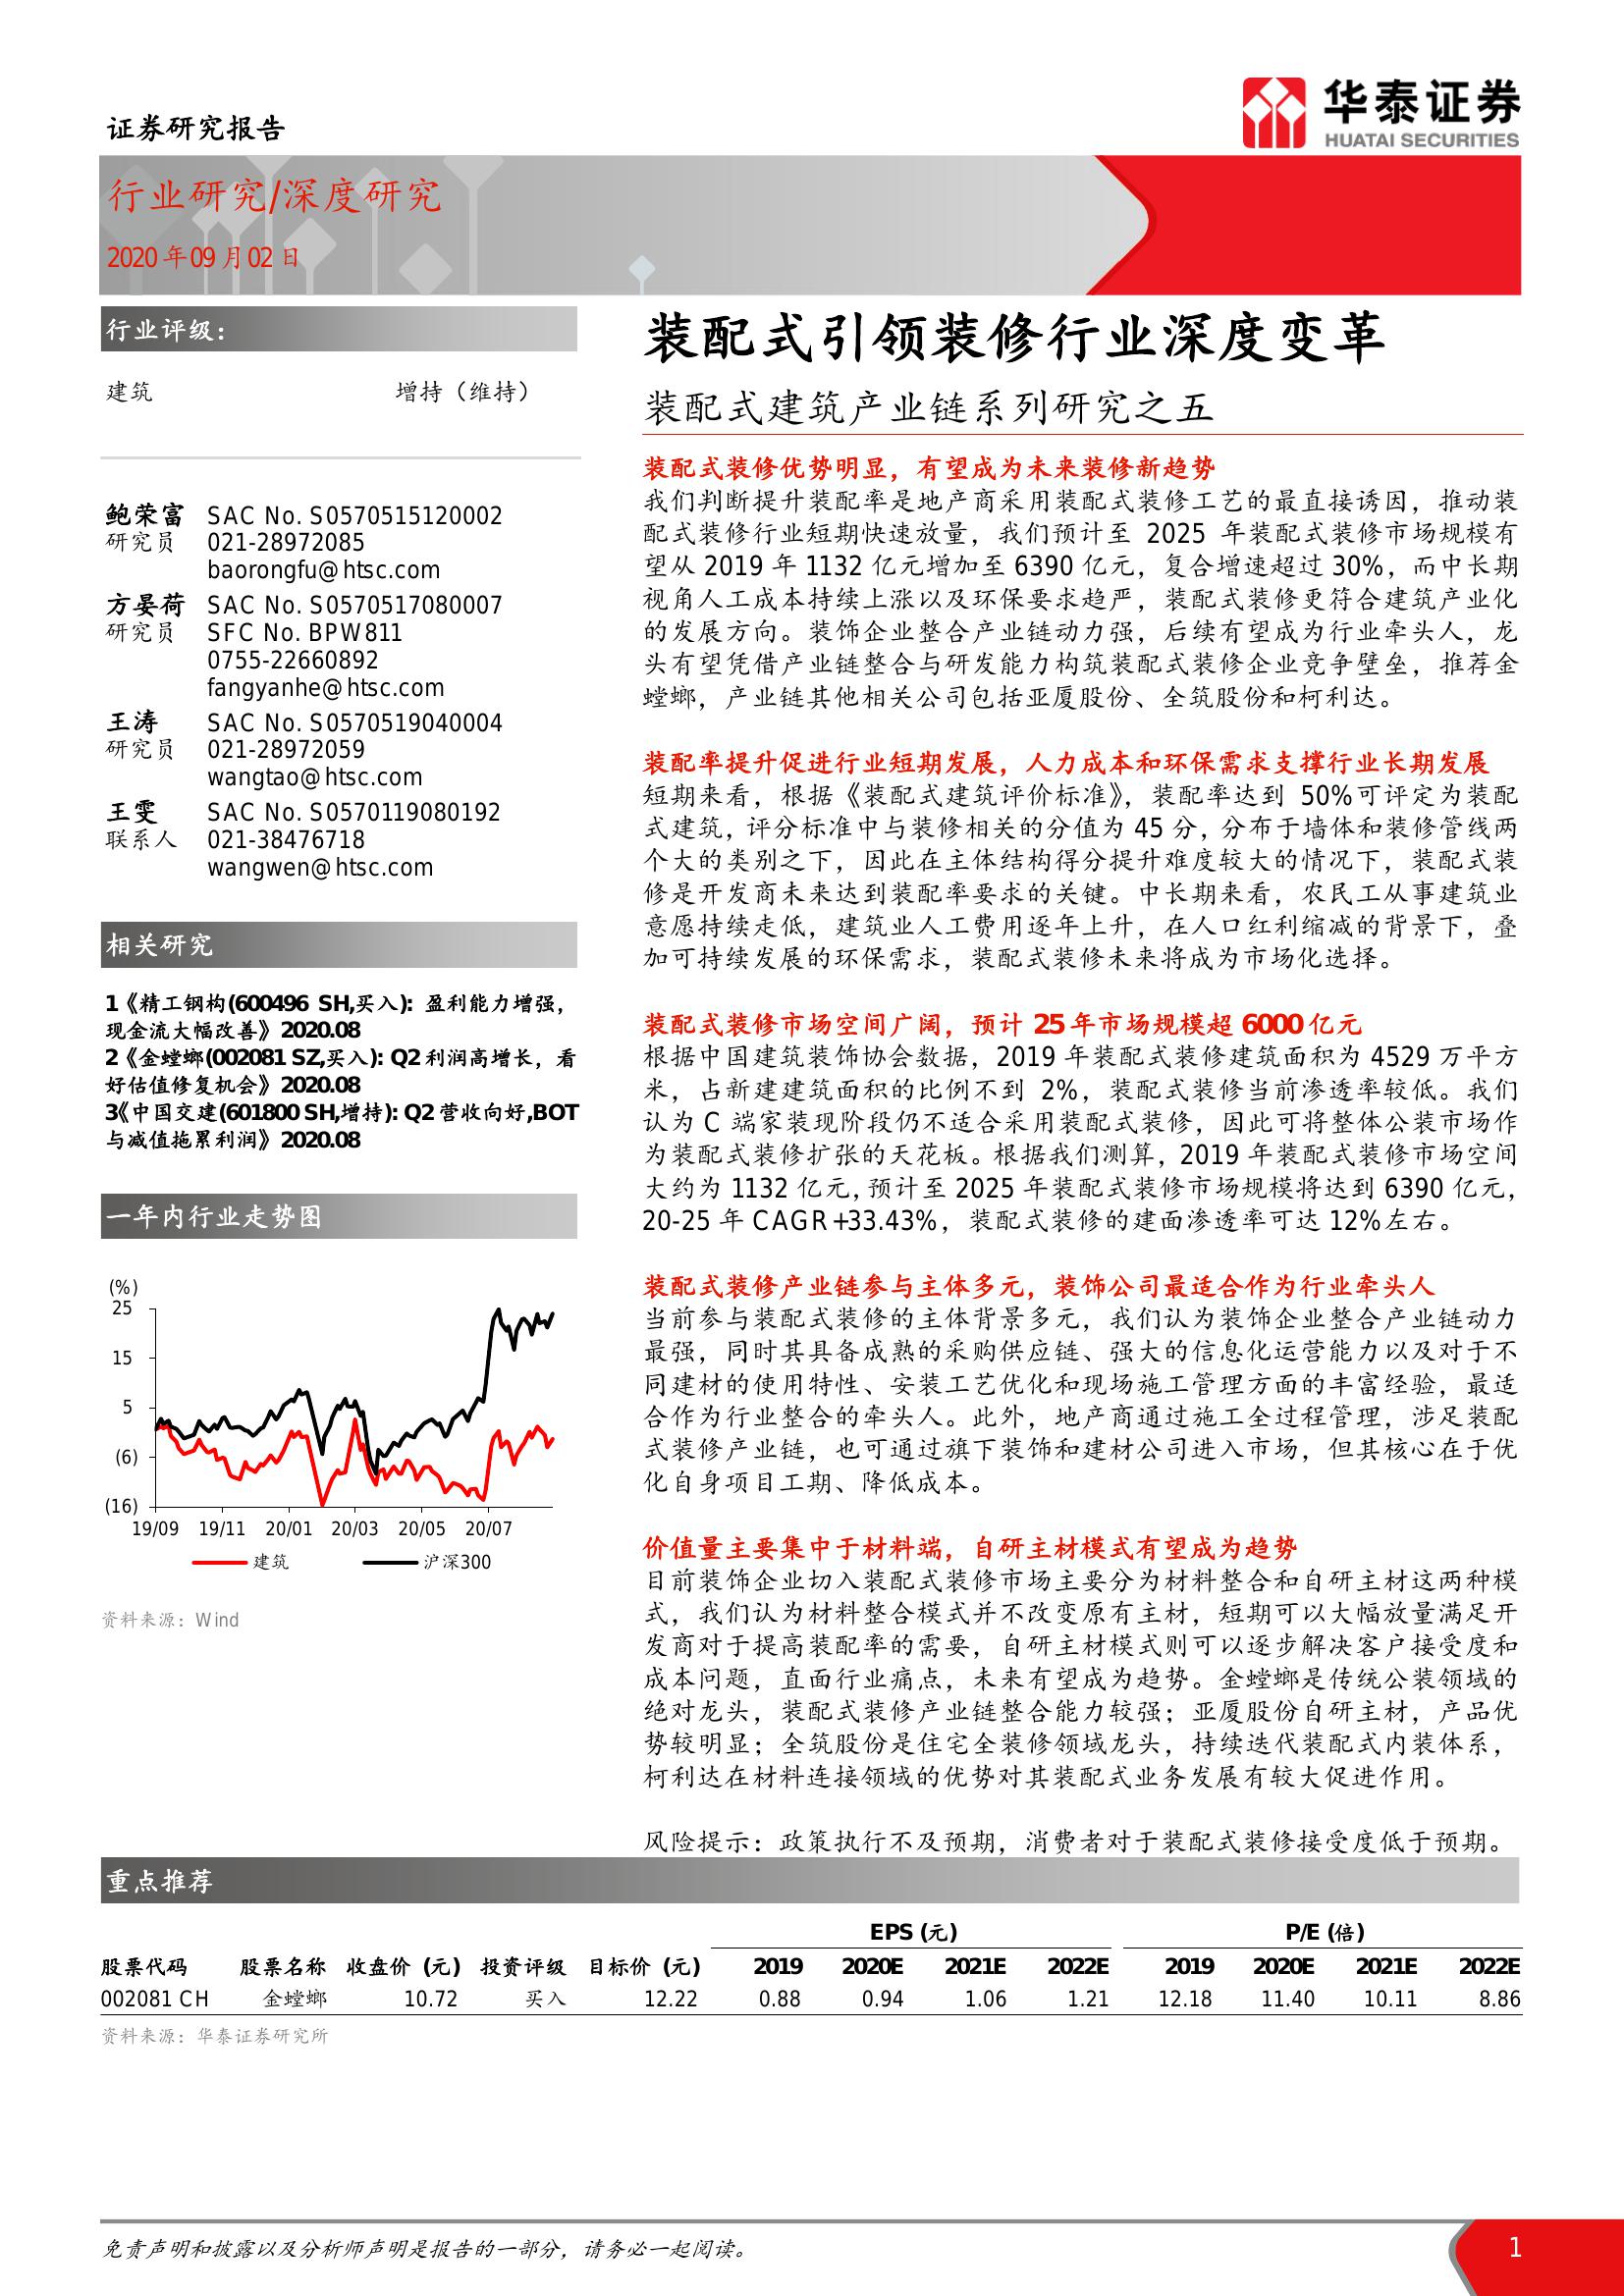 证券研究报告
华泰证券
HUATAI SECURITIES
行业研究/深度研究
2020年09月02日
行业评级：
建筑 增持（维持）
鲍荣富 SAC No. S0570515120002
研究员 021-28972085
baorongfu@htsc.com
方晏荷 SAC No. S0570517080007
研究员 SFC No. BPW811
0755-22660892
fangyanhe@htsc.com
王涛 SAC No. S0570519040004
研究员 021-28972059
wangtao@htsc.com
王雯 SAC No. S0570119080192
联系人 021-38476718
wangwen@htsc.com
相关研究
1《精工钢构(600496 SH,买入): 盈利能力增强，
现金流大幅改善》2020.08
2《金螳螂(002081 SZ,买入): Q2利润高增长，看
好估值修复机会》2020.08
3《中国交建(601800 SH,增持): Q2营收向好,BOT
与减值拖累利润》2020.08
一年内行业走势图
(%)
25
15
5
(6)
(16)
19/09 19/11 20/01 20/03 20/05 20/07
建筑 沪深300
资料来源：Wind
装配式引领装修行业深度变革
装配式建筑产业链系列研究之五
装配式装修优势明显，有望成为未来装修新趋势
我们判断提升装配率是地产商采用装配式装修工艺的最直接诱因，推动装
配式装修行业短期快速放量，我们预计至 2025 年装配式装修市场规模有
望从 2019 年 1132 亿元增加至 6390 亿元，复合增速超过 30%，而中长期
视角人工成本持续上涨以及环保要求趋严，装配式装修更符合建筑产业化
的发展方向。装饰企业整合产业链动力强，后续有望成为行业牵头人，龙
头有望凭借产业链整合与研发能力构筑装配式装修企业竞争壁垒，推荐金
螳螂，产业链其他相关公司包括亚厦股份、全筑股份和柯利达。
装配率提升促进行业短期发展，人力成本和环保需求支撑行业长期发展
短期来看，根据《装配式建筑评价标准》，装配率达到 50%可评定为装配
式建筑，评分标准中与装修相关的分值为 45 分，分布于墙体和装修管线两
个大的类别之下，因此在主体结构得分提升难度较大的情况下，装配式装
修是开发商未来达到装配率要求的关键。中长期来看，农民工从事建筑业
意愿持续走低，建筑业人工费用逐年上升，在人口红利缩减的背景下，叠
加可持续发展的环保需求，装配式装修未来将成为市场化选择。
装配式装修市场空间广阔，预计 25 年市场规模超 6000 亿元
根据中国建筑装饰协会数据，2019 年装配式装修建筑面积为 4529 万平方
米，占新建建筑面积的比例不到 2%，装配式装修当前渗透率较低。我们
认为 C 端家装现阶段仍不适合采用装配式装修，因此可将整体公装市场作
为装配式装修扩张的天花板。根据我们测算，2019 年装配式装修市场空间
大约为 1132 亿元，预计至 2025 年装配式装修市场规模将达到 6390 亿元，
20-25 年 CAGR+33.43%，装配式装修的建面渗透率可达 12%左右。
装配式装修产业链参与主体多元，装饰公司最适合作为行业牵头人
当前参与装配式装修的主体背景多元，我们认为装饰企业整合产业链动力
最强，同时其具备成熟的采购供应链、强大的信息化运营能力以及对于不
同建材的使用特性、安装工艺优化和现场施工管理方面的丰富经验，最适
合作为行业整合的牵头人。此外，地产商通过施工全过程管理，涉足装配
式装修产业链，也可通过旗下装饰和建材公司进入市场，但其核心在于优
化自身项目工期、降低成本。
价值量主要集中于材料端，自研主材模式有望成为趋势
目前装饰企业切入装配式装修市场主要分为材料整合和自研主材这两种模
式，我们认为材料整合模式并不改变原有主材，短期可以大幅放量满足开
发商对于提高装配率的需要，自研主材模式则可以逐步解决客户接受度和
成本问题，直面行业痛点，未来有望成为趋势。金螳螂是传统公装领域的
绝对龙头，装配式装修产业链整合能力较强；亚厦股份自研主材，产品优
势较明显；全筑股份是住宅全装修领域龙头，持续迭代装配式内装体系，
柯利达在材料连接领域的优势对其装配式业务发展有较大促进作用。
风险提示：政策执行不及预期，消费者对于装配式装修接受度低于预期。
重点推荐
EPS (元) P/E (倍)
股票代码 股票名称 收盘价 (元) 投资评级 目标价 (元) 2019 2020E 2021E 2022E 2019 2020E 2021E 2022E
002081 CH 金螳螂 10.72 买入 12.22 0.88 0.94 1.06 1.21 12.18 11.40 10.11 8.86
资料来源：华泰证券研究所
免责声明和披露以及分析师声明是报告的一部分，请务必一起阅读。 1